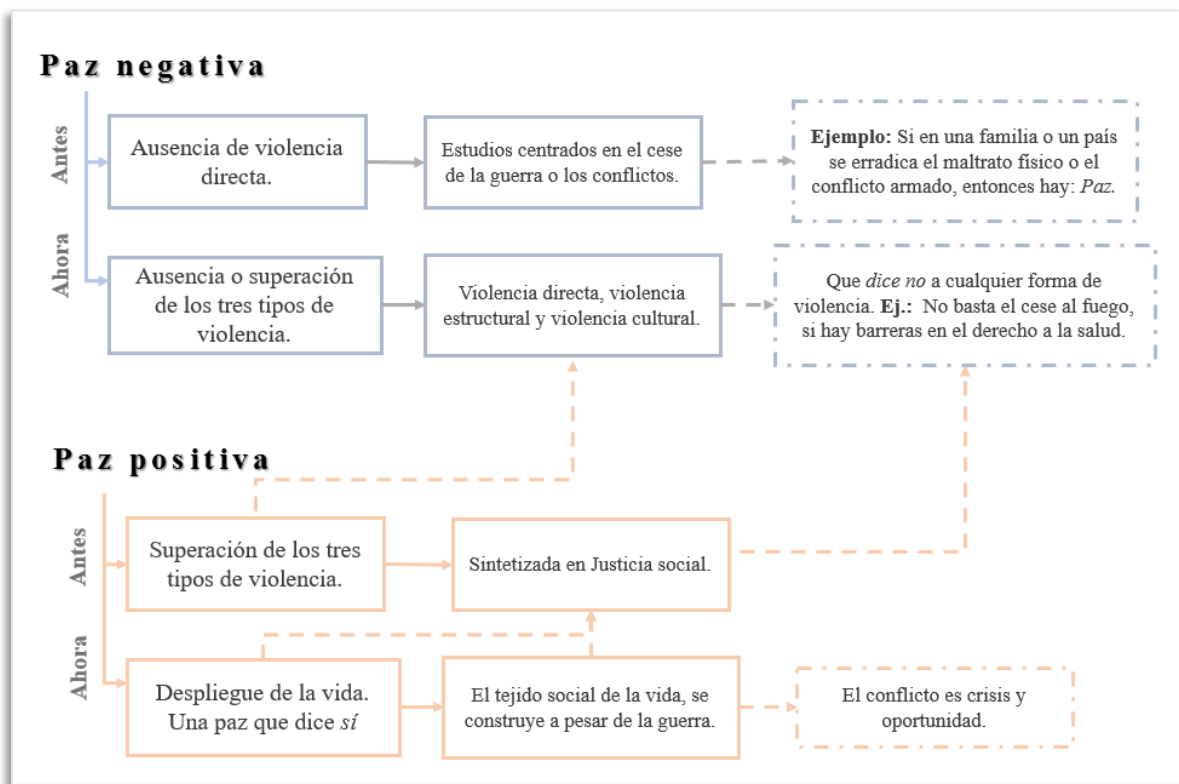 Paz negativa
Antes
Ausencia de violencia
directa.
Estudios centrados en el cese
de la guerra o los conflictos.
Ejemplo: Si en una familia o un país
se erradica el maltrato físico o el
conflicto armado, entonces hay: Paz.
Ahora
Ausencia o superación
de los tres tipos de
violencia.
Violencia directa, violencia
estructural y violencia cultural.
Que dice no a cualquier forma de
violencia. Ej.: No basta el cese al fuego,
si hay barreras en el derecho a la salud.
Paz positiva
Antes
Superación de los tres
tipos de violencia.
Sintetizada en Justicia social.
Ahora
Despliegue de la vida.
Una paz que dice sí
El tejido social de la vida, se
construye a pesar de la guerra.
El conflicto es crisis y
oportunidad.